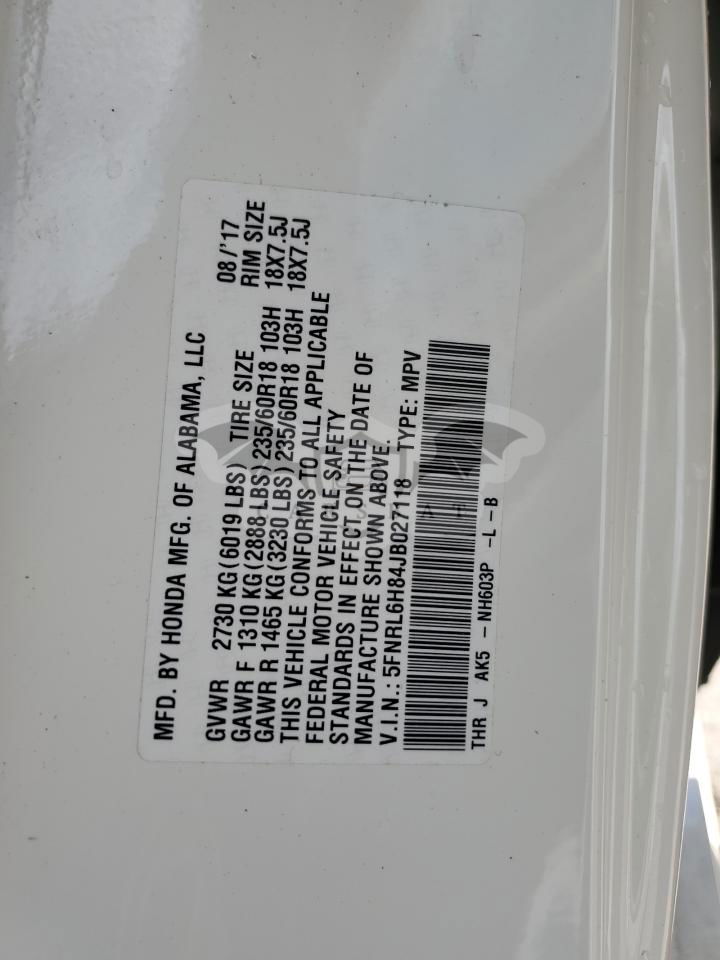 MFD. BY HONDA MFG. OF ALABAMA, LLC 08/'17
GVWR 2730 KG(6019 LBS) TIRE SIZE RIM SIZE
GAWR F 1310 KG(2888 LBS)235/60R18 103H 18X7.5J
GAWR R 1465 KG(3230 LBS)235/60R18 103H 18X7.5J
THIS VEHICLE CONFORMS TO ALL APPLICABLE
FEDERAL MOTOR VEHICLE SAFETY
STANDARDS IN EFFECT ON THE DATE OF
MANUFACTURE SHOWN ABOVE.
V.I.N.: 5FNRL6H84JB027118 TYPE: MPV
THR J AK5 - NH603P -L-B